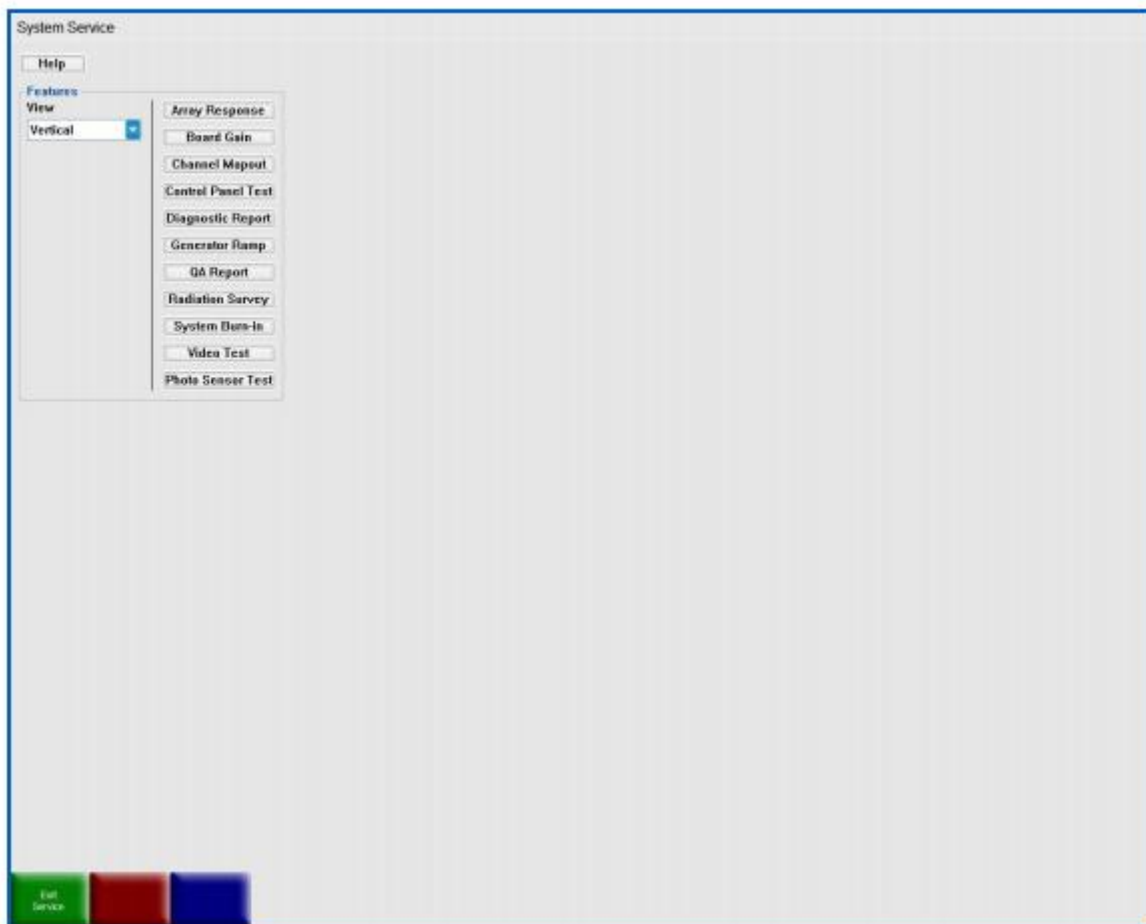 System Service
Help
Features
View
Vertical
Array Response
Board Gain
Channel Mapout
Control Panel Test
Diagnostic Report
Generator Ramp
QA Report
Radiation Survey
System Burn-In
Video Test
Photo Sensor Test
Exit
Service